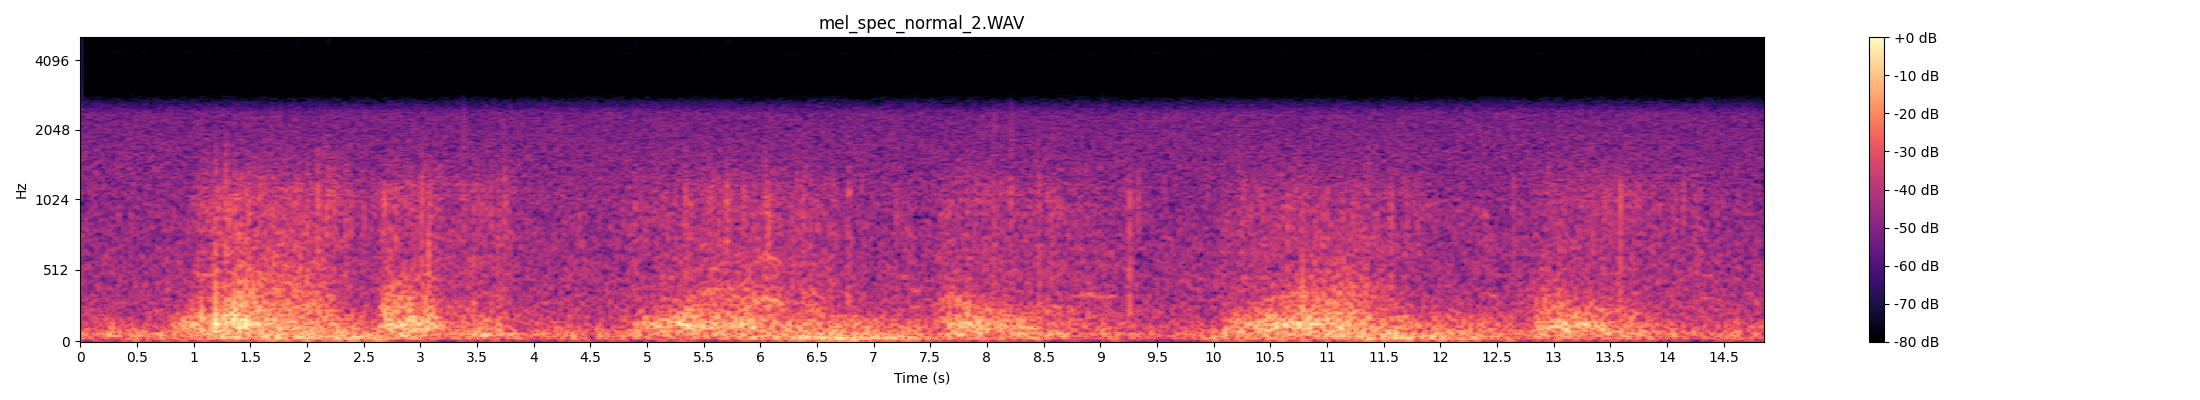 mel_spec_normal_2.WAV
4096
2048
1024
512
0
Hz
0 0.5 1 1.5 2 2.5 3 3.5 4 4.5 5 5.5 6 6.5 7 7.5 8 8.5 9 9.5 10 10.5 11 11.5 12 12.5 13 13.5 14 14.5
Time (s)
+0 dB
-10 dB
-20 dB
-30 dB
-40 dB
-50 dB
-60 dB
-70 dB
-80 dB